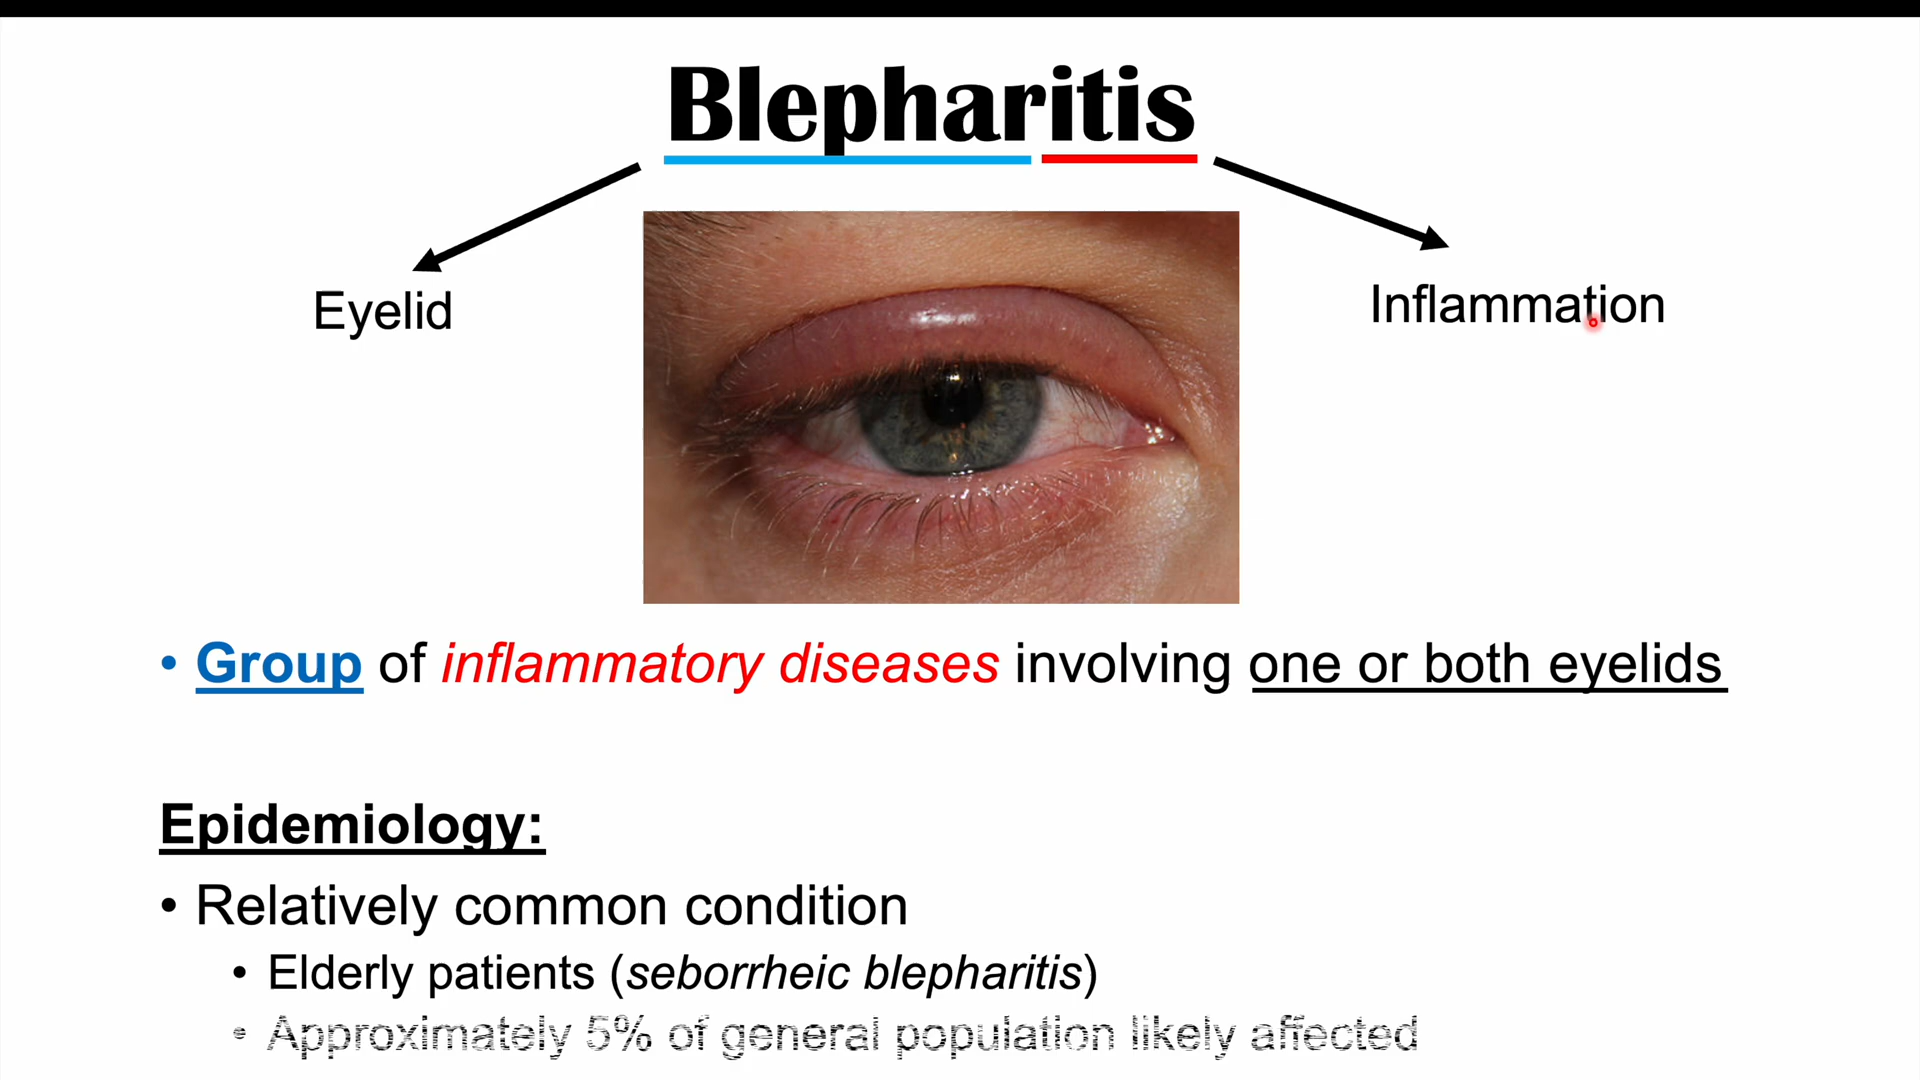 Blepharitis
Eyelid
Inflammation
• Group of inflammatory diseases involving one or both eyelids
Epidemiology:
• Relatively common condition
• Elderly patients (seborrheic blepharitis)
• Approximately 5% of general population likely affected